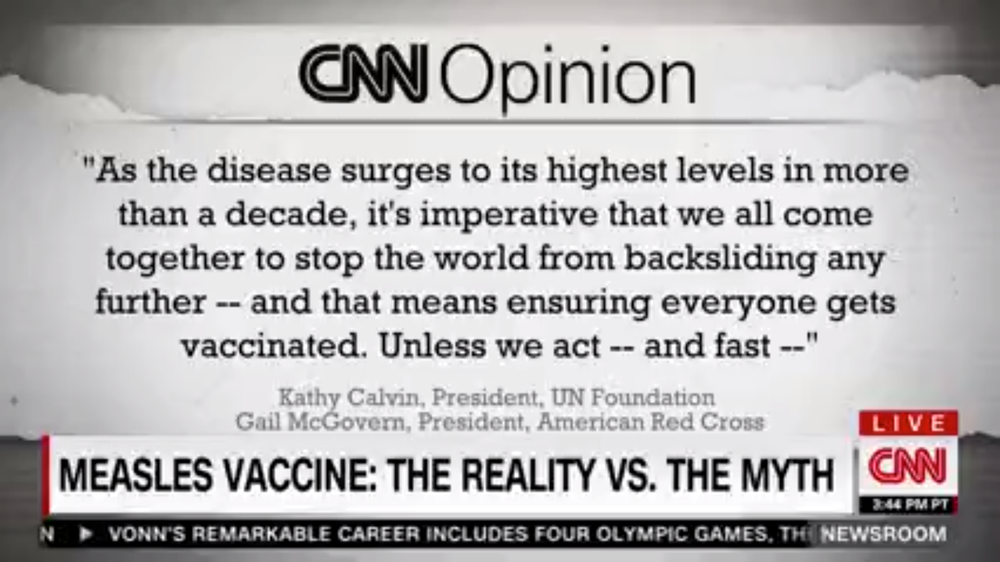 CNN Opinion
"As the disease surges to its highest levels in more
than a decade, it's imperative that we all come
together to stop the world from backsliding any
further -- and that means ensuring everyone gets
vaccinated. Unless we act -- and fast --"
Kathy Calvin, President, UN Foundation
Gail McGovern, President, American Red Cross
LIVE
MEASLES VACCINE: THE REALITY VS. THE MYTH
CNN
3:44 PM PT
N ▶ VONN'S REMARKABLE CAREER INCLUDES FOUR OLYMPIC GAMES, TH
NEWSROOM